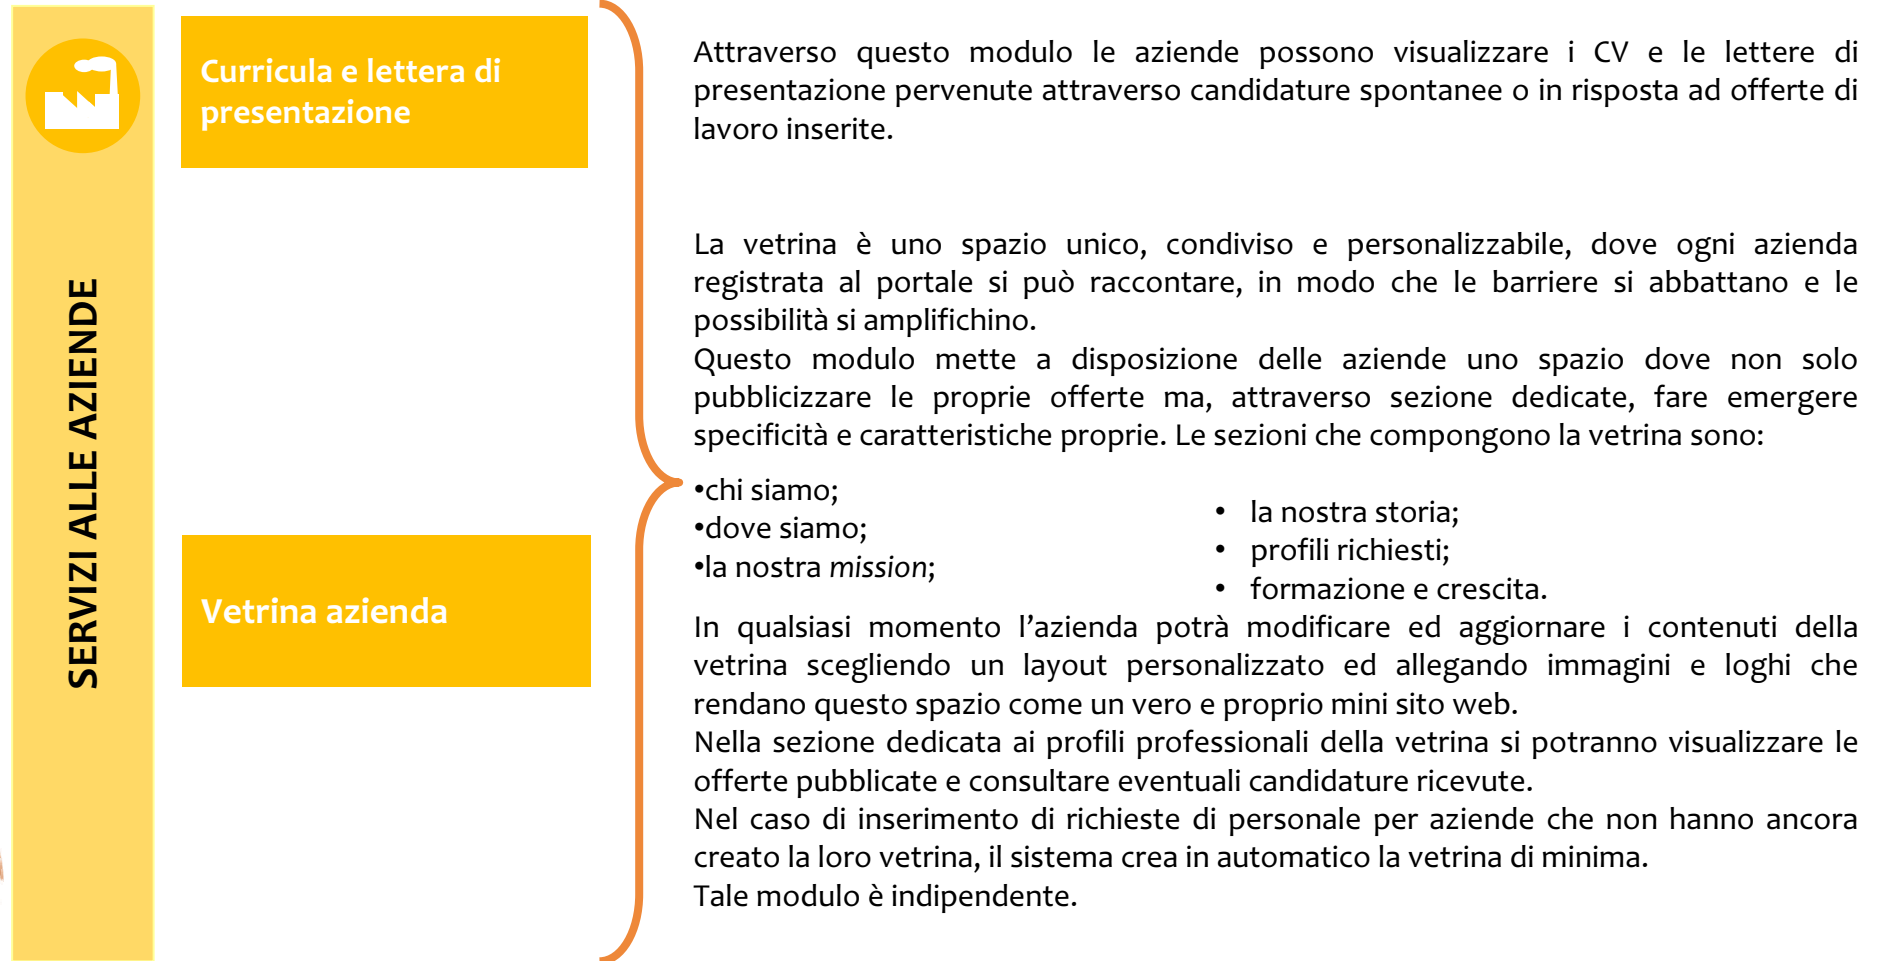 SERVIZI ALLE AZIENDE
Curricula e lettera di
presentazione
Attraverso questo modulo le aziende possono visualizzare i CV e le lettere di
presentazione pervenute attraverso candidature spontanee o in risposta ad offerte di
lavoro inserite.
Vetrina azienda
La vetrina è uno spazio unico, condiviso e personalizzabile, dove ogni azienda
registrata al portale si può raccontare, in modo che le barriere si abbattano e le
possibilità si amplifichino.
Questo modulo mette a disposizione delle aziende uno spazio dove non solo
pubblicizzare le proprie offerte ma, attraverso sezione dedicate, fare emergere
specificità e caratteristiche proprie. Le sezioni che compongono la vetrina sono:
•chi siamo;
•dove siamo;
•la nostra mission;
• la nostra storia;
• profili richiesti;
• formazione e crescita.
In qualsiasi momento l’azienda potrà modificare ed aggiornare i contenuti della
vetrina scegliendo un layout personalizzato ed allegando immagini e loghi che
rendano questo spazio come un vero e proprio mini sito web.
Nella sezione dedicata ai profili professionali della vetrina si potranno visualizzare le
offerte pubblicate e consultare eventuali candidature ricevute.
Nel caso di inserimento di richieste di personale per aziende che non hanno ancora
creato la loro vetrina, il sistema crea in automatico la vetrina di minima.
Tale modulo è indipendente.